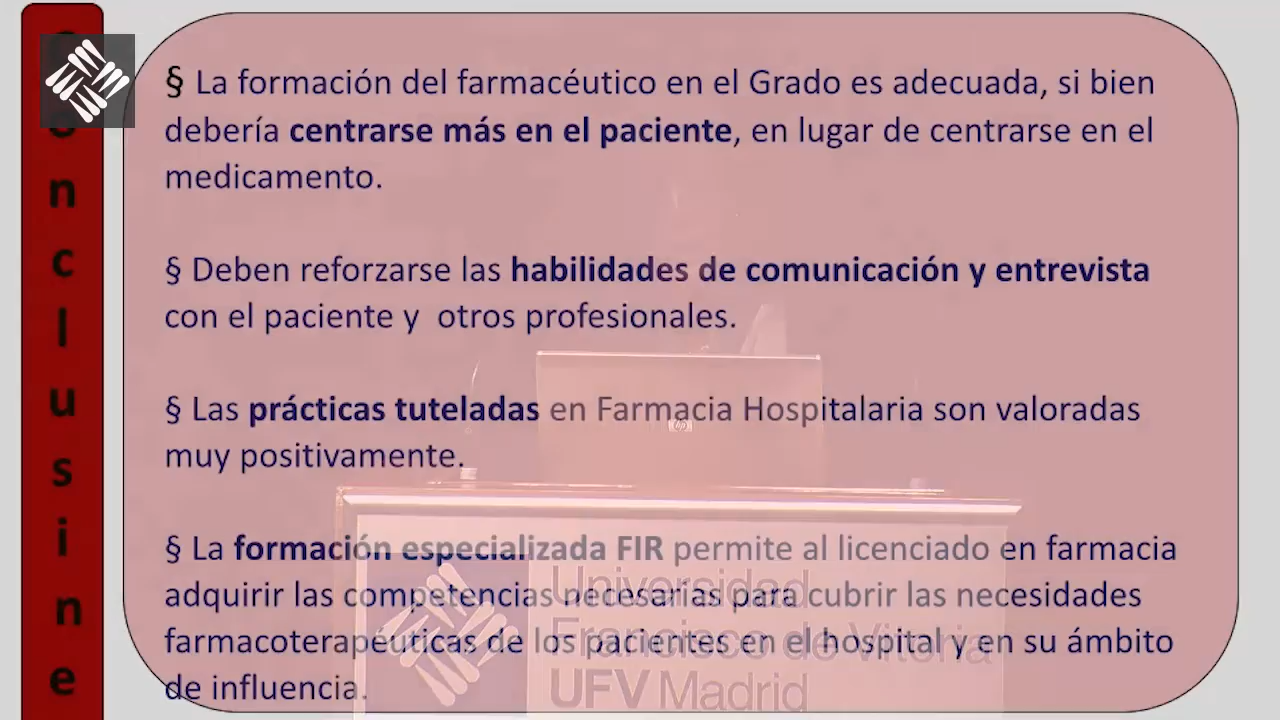 § La formación del farmacéutico en el Grado es adecuada, si bien
debería centrarse más en el paciente, en lugar de centrarse en el
medicamento.
§ Deben reforzarse las habilidades de comunicación y entrevista
con el paciente y otros profesionales.
§ Las prácticas tuteladas en Farmacia Hospitalaria son valoradas
muy positivamente.
§ La formación especializada FIR permite al licenciado en farmacia
adquirir las competencias necesarias para cubrir las necesidades
farmacoterapéuticas de los pacientes en el hospital y en su ámbito
de influencia.
o
n
c
l
u
s
i
n
e
hp
Universidad
Francisco de Vitoria
UFV Madrid